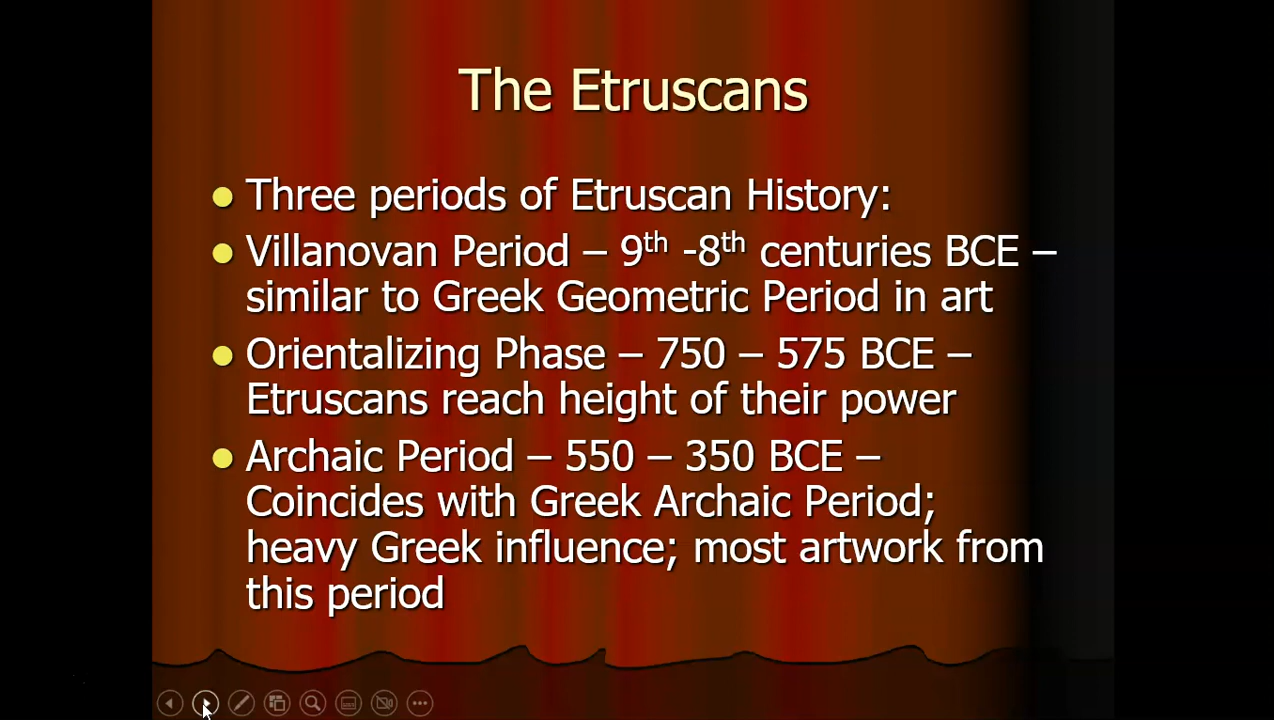 The Etruscans
Three periods of Etruscan History:
Villanovan Period – 9th -8th centuries BCE –
similar to Greek Geometric Period in art
Orientalizing Phase – 750 – 575 BCE –
Etruscans reach height of their power
Archaic Period – 550 – 350 BCE –
Coincides with Greek Archaic Period;
heavy Greek influence; most artwork from
this period